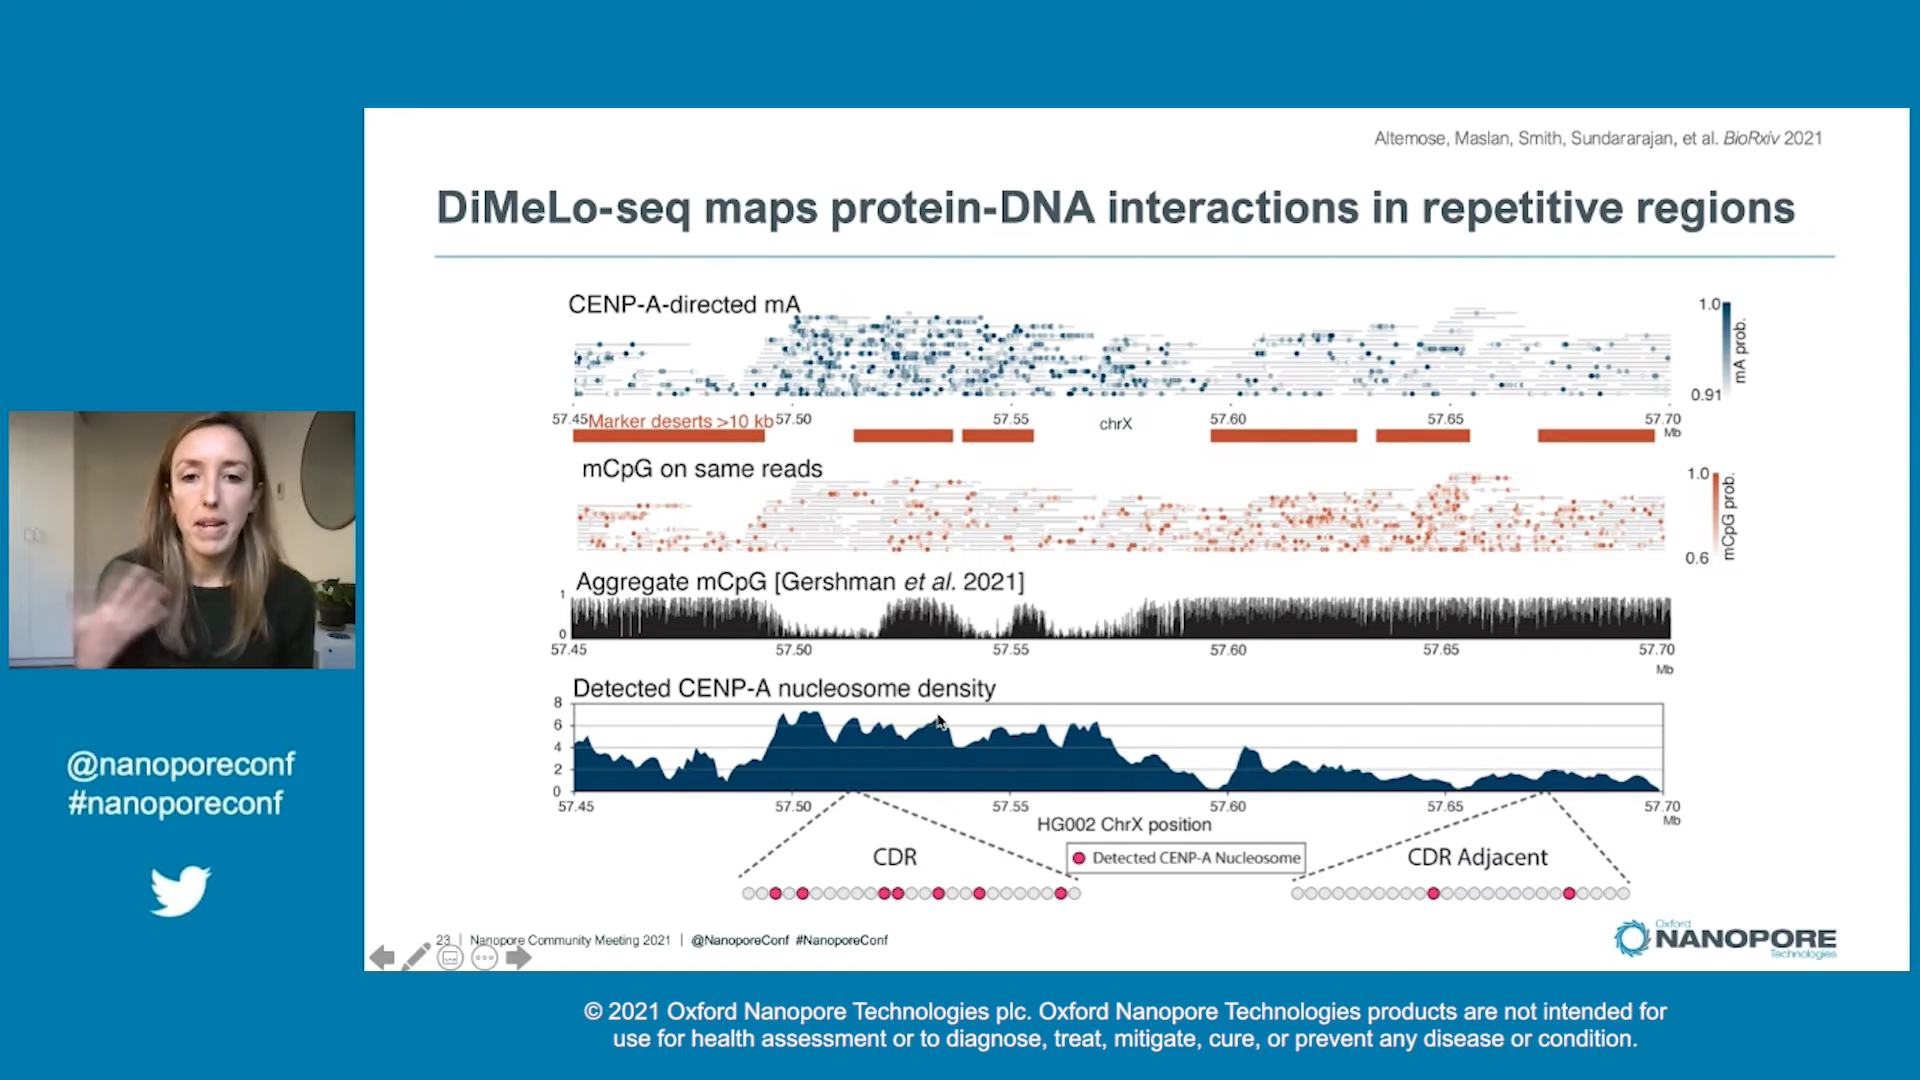 Altemose, Maslan, Smith, Sundararajan, et al. BioRxiv 2021
DiMeLo-seq maps protein-DNA interactions in repetitive regions
CENP-A-directed mA
1.0
mA prob.
0.91
57.45 57.50 57.55 chrX 57.60 57.65 57.70
Mb
Marker deserts >10 kb
mCpG on same reads
1.0
mCpG prob.
0.6
Aggregate mCpG [Gershman et al. 2021]
1
0
57.45 57.50 57.55 57.60 57.65 57.70
Mb
Detected CENP-A nucleosome density
8
6
4
2
0
57.45 57.50 57.55 57.60 57.65 57.70
Mb
HG002 ChrX position
CDR
Detected CENP-A Nucleosome
CDR Adjacent
23 | Nanopore Community Meeting 2021 | @NanoporeConf #NanoporeConf
Oxford
NANOPORE
Technologies
@nanoporeconf
#nanoporeconf
© 2021 Oxford Nanopore Technologies plc. Oxford Nanopore Technologies products are not intended for
use for health assessment or to diagnose, treat, mitigate, cure, or prevent any disease or condition.